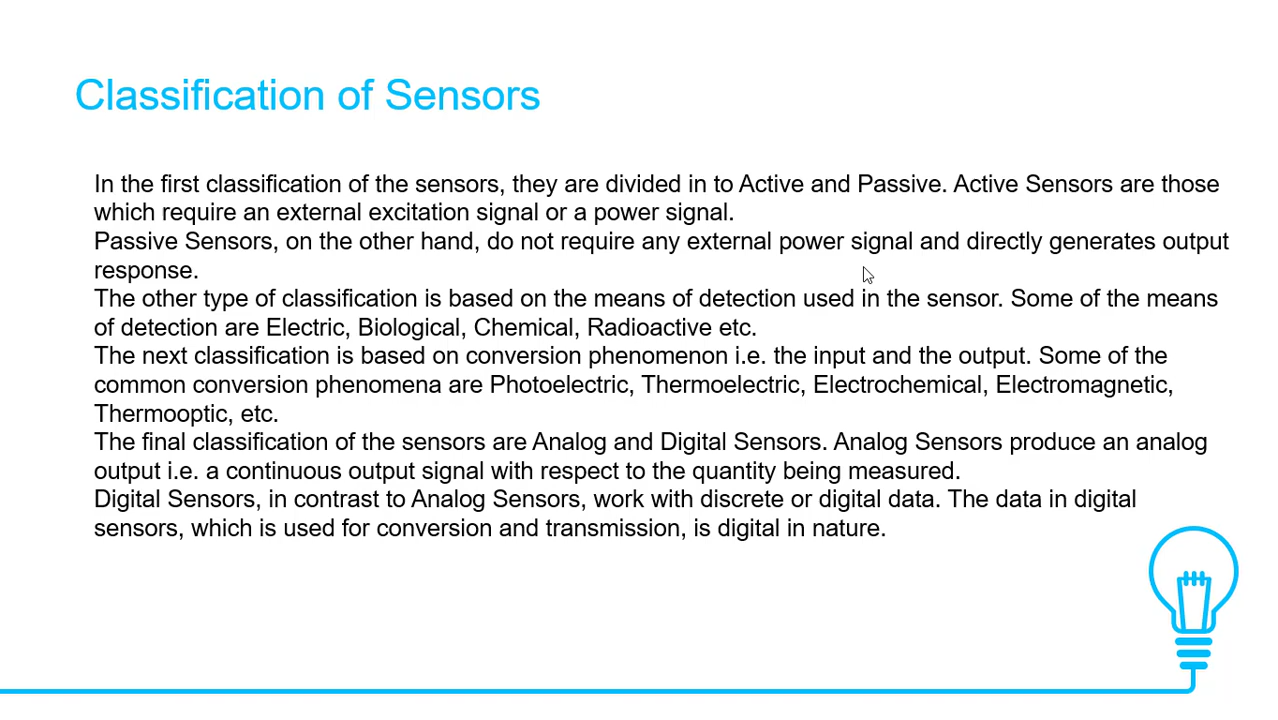 Classification of Sensors
In the first classification of the sensors, they are divided in to Active and Passive. Active Sensors are those
which require an external excitation signal or a power signal.
Passive Sensors, on the other hand, do not require any external power signal and directly generates output
response.
The other type of classification is based on the means of detection used in the sensor. Some of the means
of detection are Electric, Biological, Chemical, Radioactive etc.
The next classification is based on conversion phenomenon i.e. the input and the output. Some of the
common conversion phenomena are Photoelectric, Thermoelectric, Electrochemical, Electromagnetic,
Thermooptic, etc.
The final classification of the sensors are Analog and Digital Sensors. Analog Sensors produce an analog
output i.e. a continuous output signal with respect to the quantity being measured.
Digital Sensors, in contrast to Analog Sensors, work with discrete or digital data. The data in digital
sensors, which is used for conversion and transmission, is digital in nature.